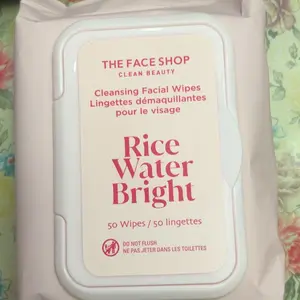 THE FACE SHOP
CLEAN BEAUTY
Cleansing Facial Wipes
Lingettes démaquillantes
pour le visage
Rice
Water
Bright
50 Wipes / 50 lingettes
DO NOT FLUSH
NE PAS JETER DANS LES TOILETTES